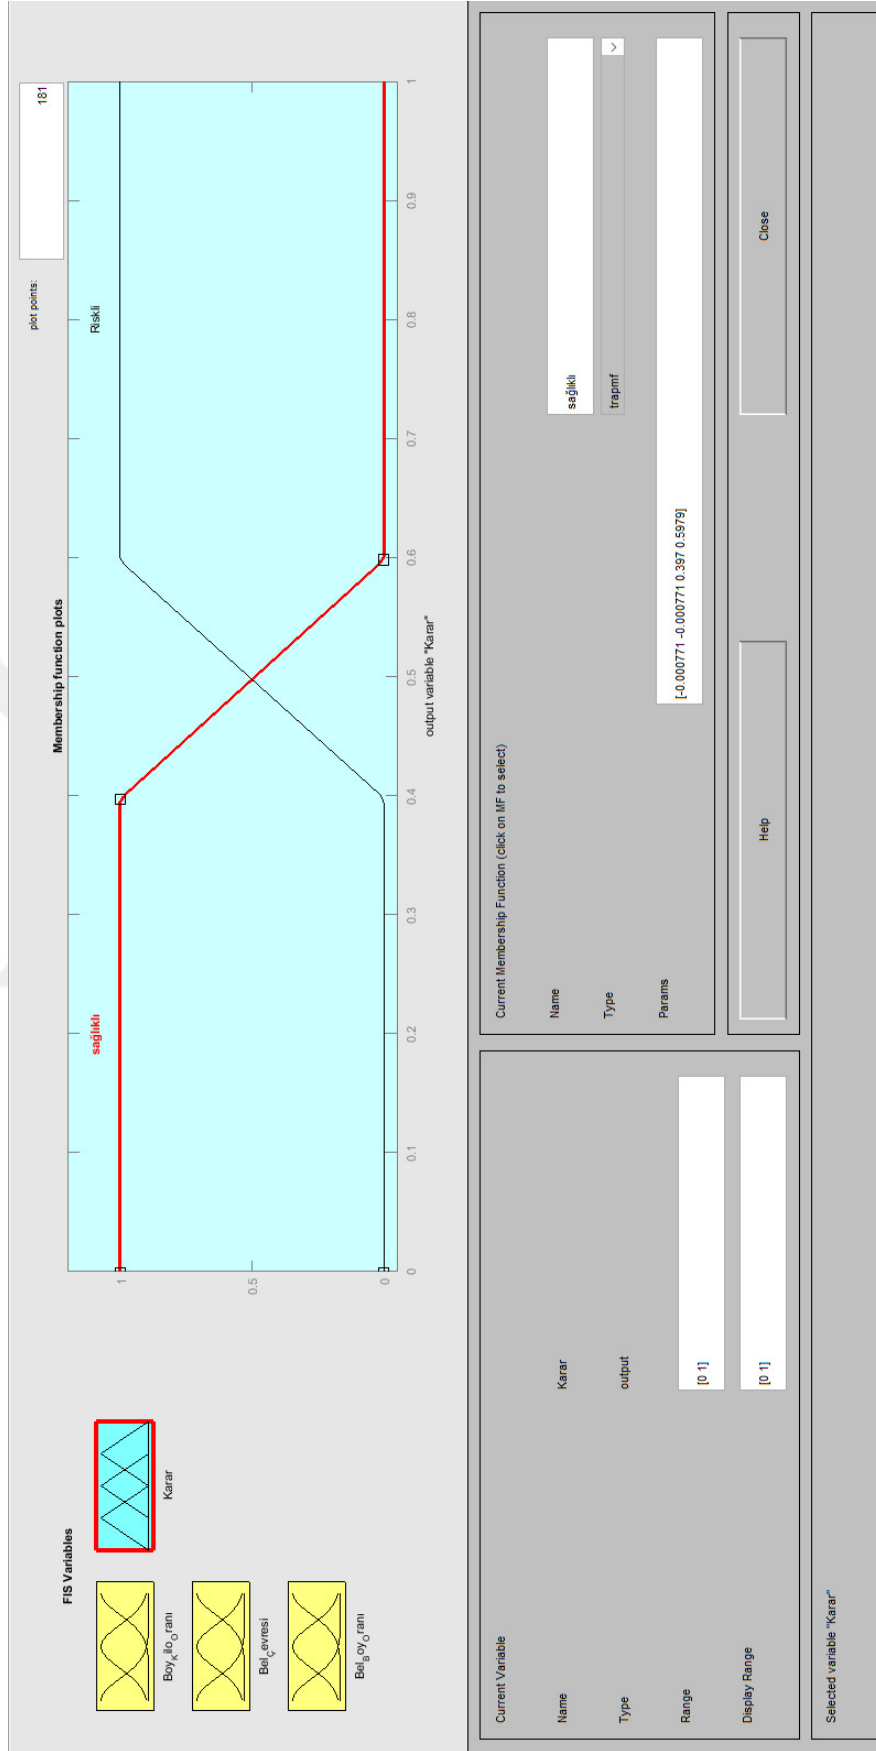 FIS Variables
Boy_Kilo_Oranı
Karar
Bel_Çevresi
Bel_Boy_Oranı
Membership function plots
plot points:
181
sağlıklı
Riskli
1
0.5
0
0
0.1
0.2
0.3
0.4
0.5
0.6
0.7
0.8
0.9
1
output variable "Karar"
Current Variable
Name
Karar
Type
output
Range
[0 1]
Display Range
[0 1]
Current Membership Function (click on MF to select)
Name
sağlıklı
Type
trapmf
Params
[-0.000771 -0.000771 0.397 0.5979]
Help
Close
Selected variable "Karar"